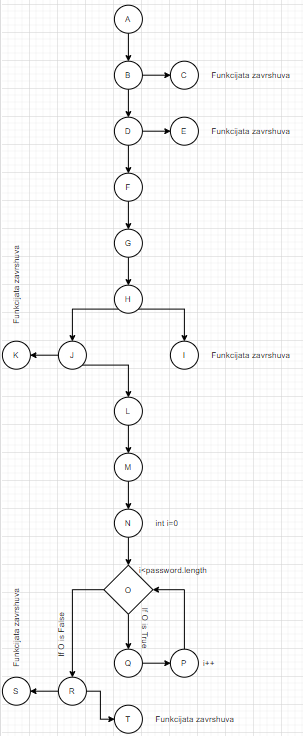 A
B
C
Funkcijata zavrshuva
D
E
Funkcijata zavrshuva
F
G
Funkcijata zavrshuva
H
K
J
I
Funkcijata zavrshuva
L
M
N
int i=0
i<password.length
O
If O is False
If O is True
Funkcijata zavrshuva
Q
P
i++
S
R
T
Funkcijata zavrshuva